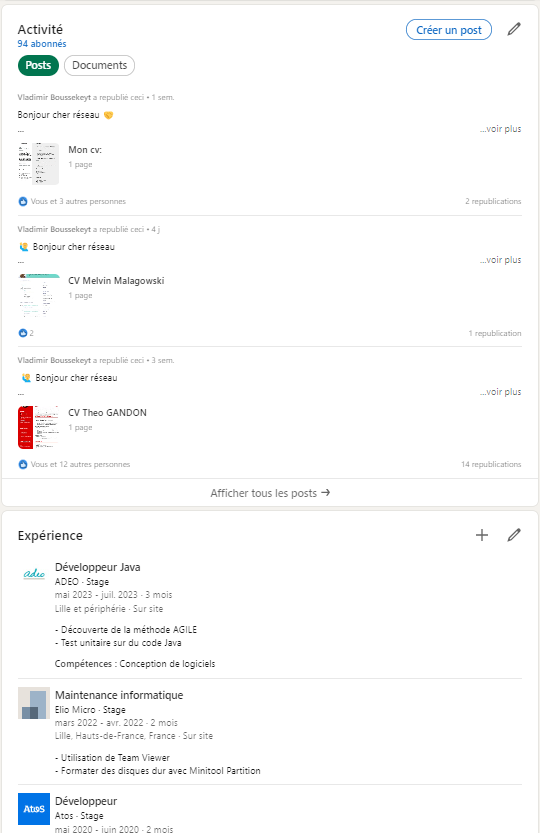 Activité
94 abonnés
Créer un post
Posts
Documents
Vladimir Boussekeyt a republié ceci • 1 sem.
Bonjour cher réseau 🤝
...
...voir plus
Mon cv:
1 page
Vous et 3 autres personnes
2 republications
Vladimir Boussekeyt a republié ceci • 4 j
🙋 Bonjour cher réseau
...
...voir plus
CV Melvin Malagowski
1 page
2
1 republication
Vladimir Boussekeyt a republié ceci • 3 sem.
🙋 Bonjour cher réseau
...
...voir plus
CV Theo GANDON
1 page
Vous et 12 autres personnes
14 republications
Afficher tous les posts →
Expérience
adeo
Développeur Java
ADEO · Stage
mai 2023 - juil. 2023 · 3 mois
Lille et périphérie · Sur site
- Découverte de la méthode AGILE
- Test unitaire sur du code Java
Compétences : Conception de logiciels
Maintenance informatique
Elio Micro · Stage
mars 2022 - avr. 2022 · 2 mois
Lille, Hauts-de-France, France · Sur site
- Utilisation de Team Viewer
- Formater des disques dur avec Minitool Partition
Atos
Développeur
Atos · Stage
mai 2020 - juin 2020 · 2 mois